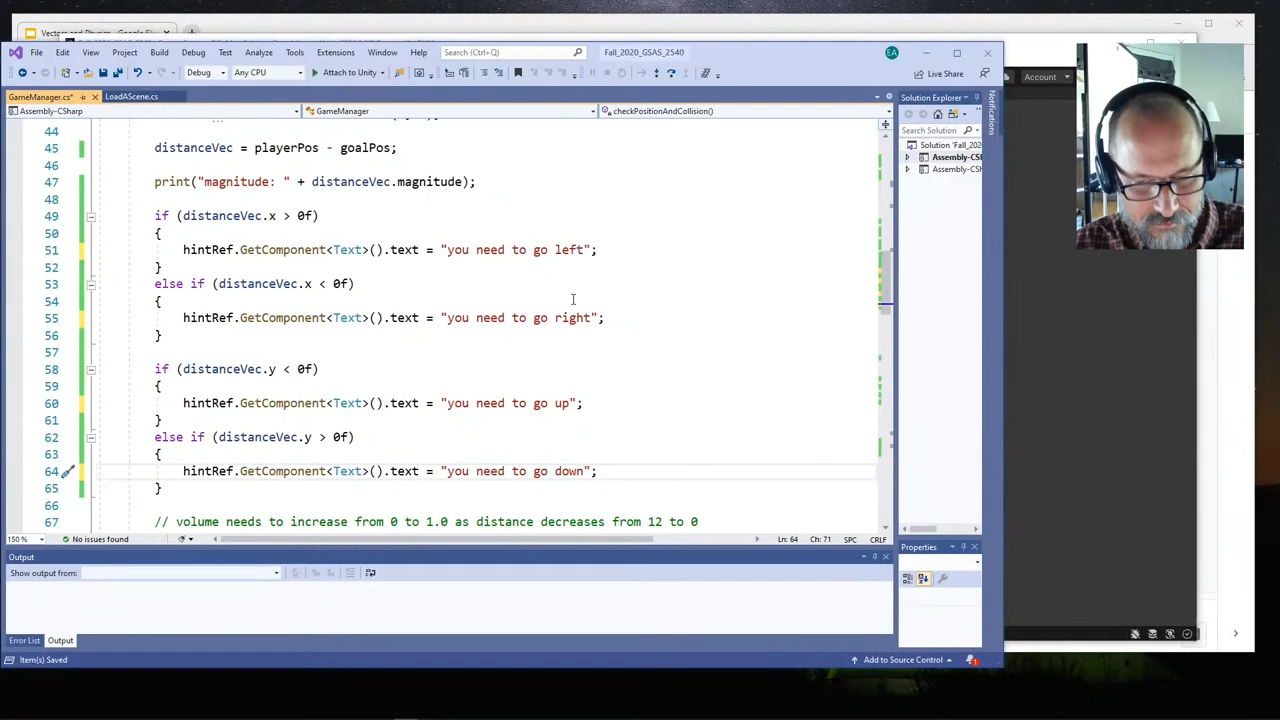 Vectors and Physics - Google Sli
File Edit View Project Build Debug Test Analyze Tools Extensions Window Help Search (Ctrl+Q) Fall_2020_GSAS_2540 EA
Debug Any CPU Attach to Unity Live Share Account
GameManager.cs* LoadAScene.cs Solution Explorer Notifications
Assembly-CSharp GameManager checkPositionAndCollision()
Search Solution
Solution 'Fall_202
Assembly-CSh
Assembly-CSh
44
45 distanceVec = playerPos - goalPos;
46
47 print("magnitude: " + distanceVec.magnitude);
48
49 if (distanceVec.x > 0f)
50 {
51 hintRef.GetComponent<Text>().text = "you need to go left";
52 }
53 else if (distanceVec.x < 0f)
54 {
55 hintRef.GetComponent<Text>().text = "you need to go right";
56 }
57
58 if (distanceVec.y < 0f)
59 {
60 hintRef.GetComponent<Text>().text = "you need to go up";
61 }
62 else if (distanceVec.y > 0f)
63 {
64 hintRef.GetComponent<Text>().text = "you need to go down";
65 }
66
67 // volume needs to increase from 0 to 1.0 as distance decreases from 12 to 0
150 % No issues found Ln: 64 Ch: 71 SPC CRLF
Output Properties
Show output from:
Error List Output
Item(s) Saved Add to Source Control 1